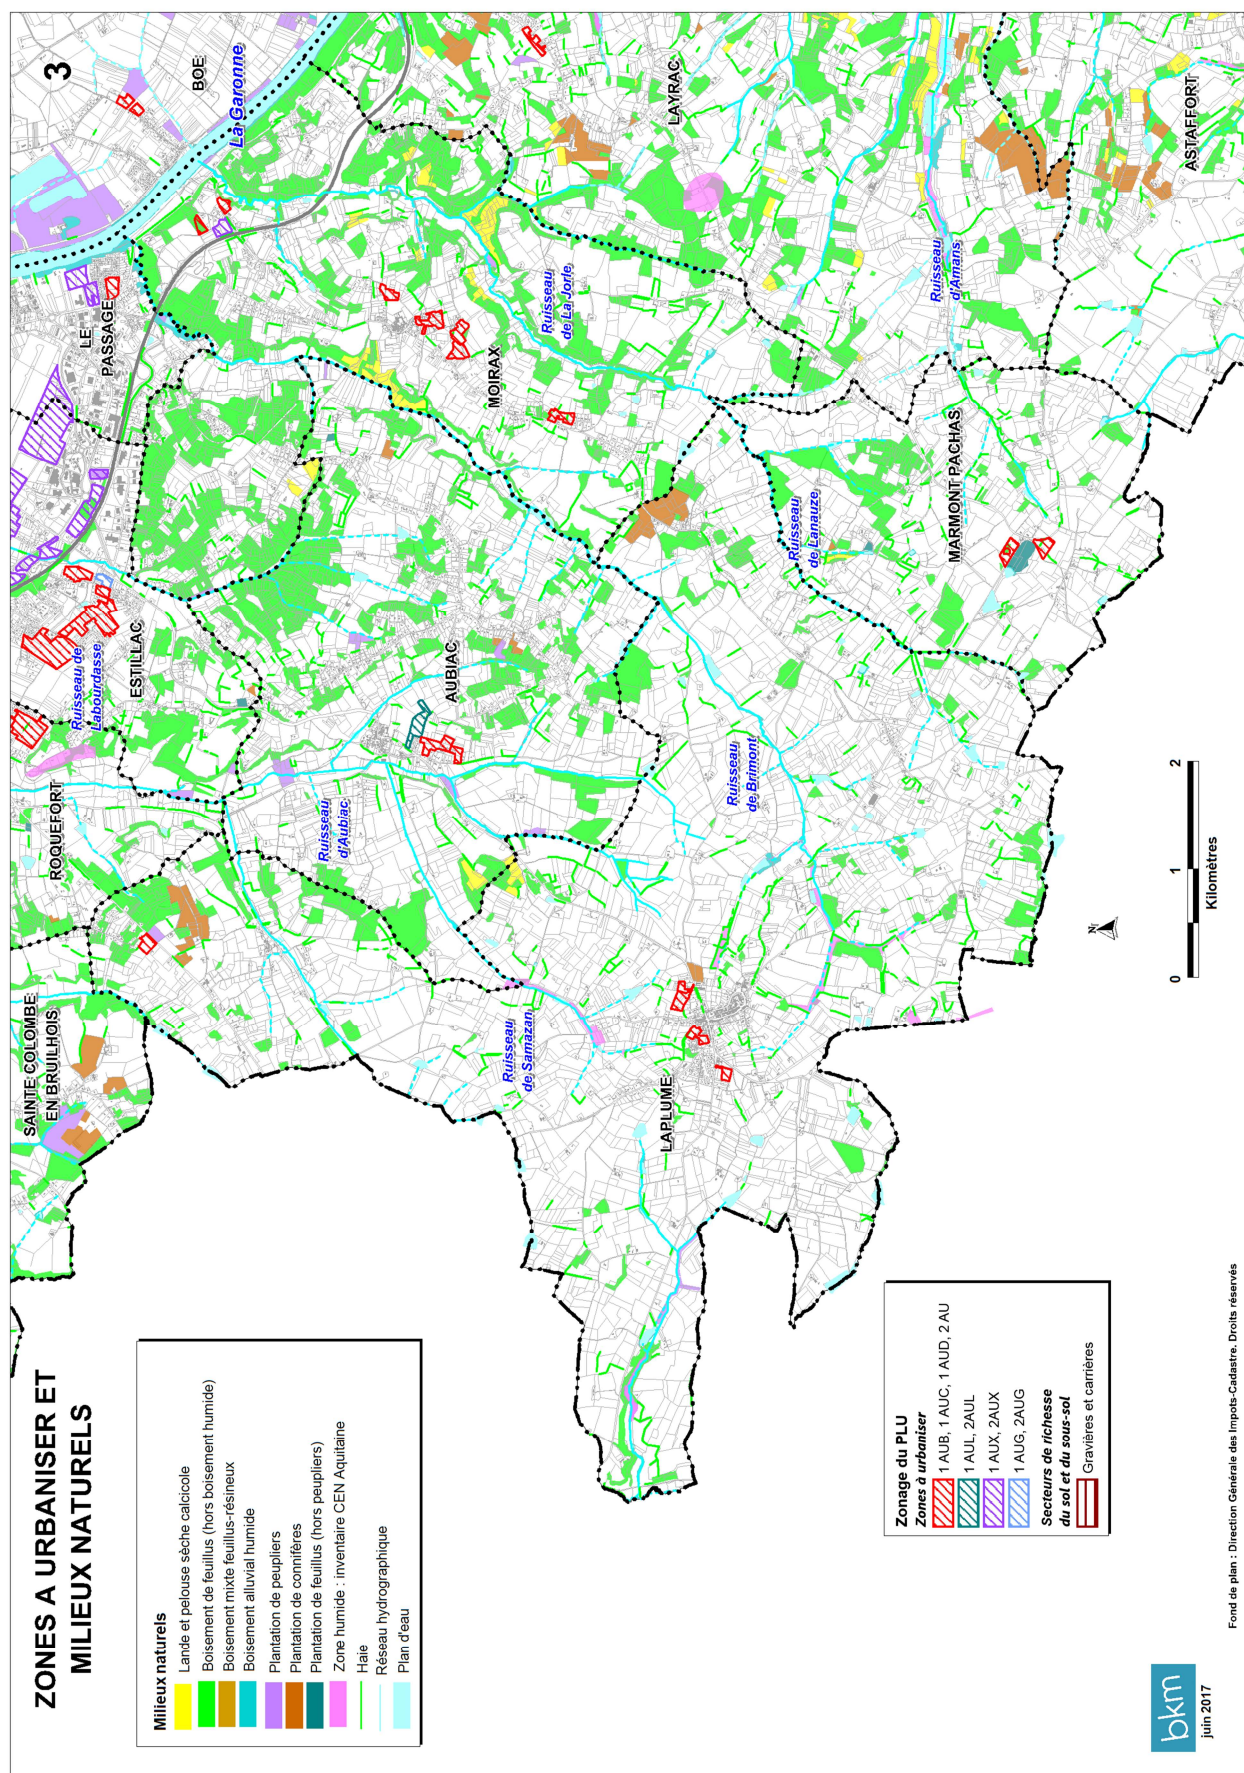 ZONES A URBANISER ET
MILIEUX NATURELS
3
Milieux naturels
Lande et pelouse sèche calcicole
Boisement de feuillus (hors boisement humide)
Boisement mixte feuillus-résineux
Boisement alluvial humide
Plantation de peupliers
Plantation de connifères
Plantation de feuillus (hors peupliers)
Zone humide : inventaire CEN Aquitaine
Haie
Réseau hydrographique
Plan d'eau
SAINTE COLOMBE
EN BRUILHOIS
ROQUEFORT
Ruisseau de
Labourdasse
ESTILLAC
LE
PASSAGE
BOE
La Garonne
Ruisseau
d'Aubiac
AUBIAC
MOIRAX
Ruisseau
de La Jorle
LAYRAC
Ruisseau
de Samazan
LAPLUME
Ruisseau
de Brimont
Ruisseau
de Lanauze
MARMONT PACHAS
Ruisseau
d'Amans
ASTAFFORT
Zonage du PLU
Zones à urbaniser
1 AUB, 1 AUC, 1 AUD, 2 AU
1 AUL, 2AUL
1 AUX, 2AUX
1 AUG, 2AUG
Secteurs de richesse
du sol et du sous-sol
Gravières et carrières
N
0 1 2
Kilomètres
bkm
juin 2017
Fond de plan : Direction Générale des Impots-Cadastre. Droits réservés